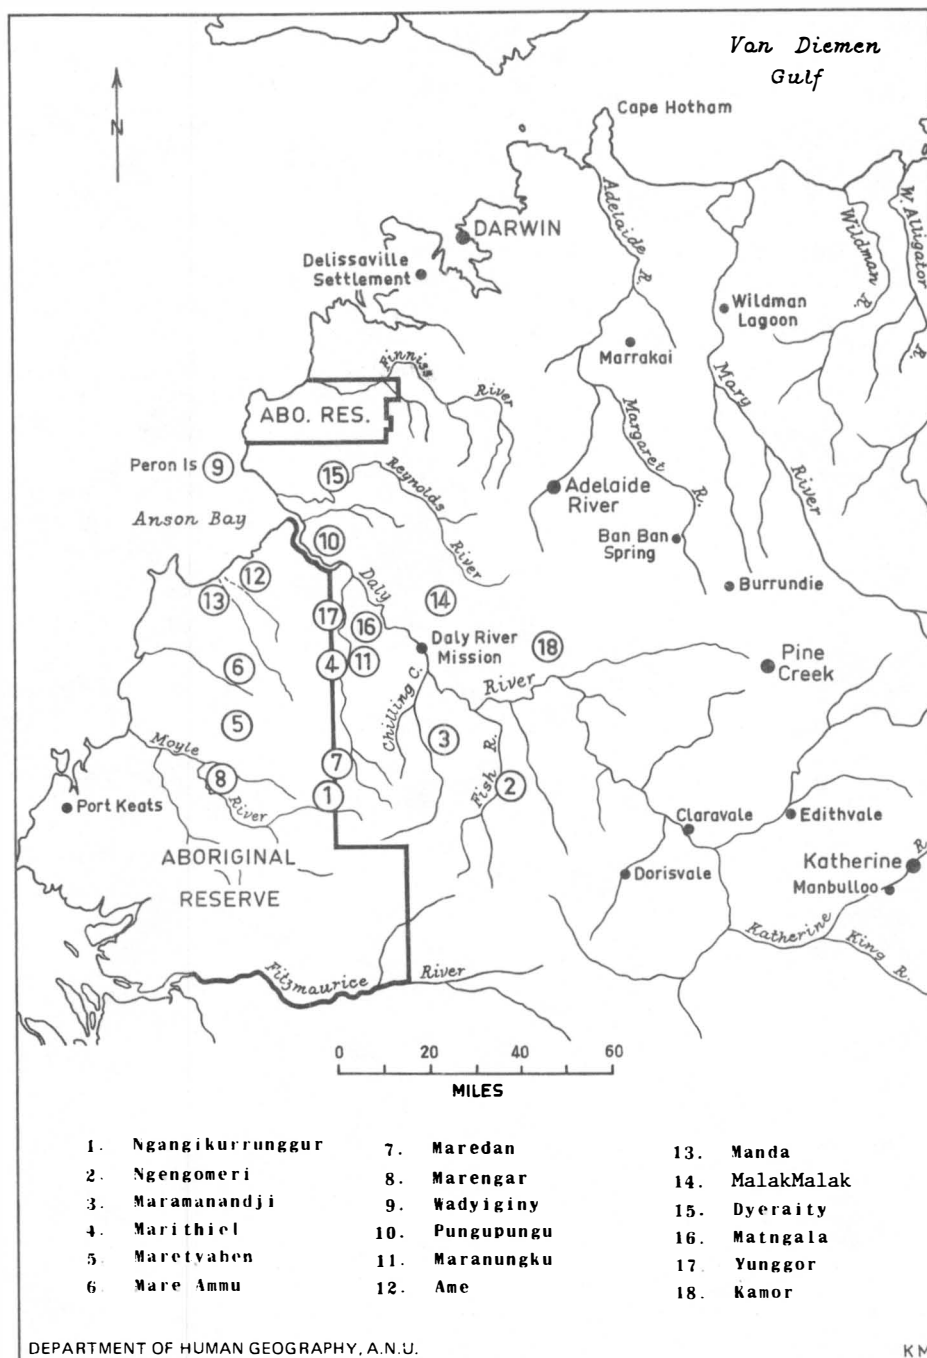 Van Diemen
Gulf
Cape Hotham
N
Adelaide R.
Wildman R.
W. Alligator R.
DARWIN
Delissaville
Settlement
Wildman
Lagoon
Marrakai
Finniss River
Mary River
ABO. RES.
Margaret R.
Peron Is
9
15
Reynolds River
Adelaide
River
Anson Bay
10
Ban Ban
Spring
12
Daly River
13
14
Burrundie
17
16
Daly River
Mission
18
6
4
11
Pine
Creek
Chilling C.
5
3
Moyle River
8
7
Fish R.
2
1
Port Keats
Claravale
Edithvale
ABORIGINAL
RESERVE
Dorisvale
Katherine
Manbulloo
R.
Katherine
King R.
Fitzmaurice River
0 20 40 60
MILES
1. Ngangikurrunggur
2. Ngengomeri
3. Maramanandji
4. Marithiel
5 Maretyaben
6 Mare Ammu
7. Maredan
8. Marengar
9. Wadyiginy
10. Pungupungu
11. Maranungku
12. Ame
13. Manda
14. MalakMalak
15. Dyeraity
16. Matngala
17 Yunggor
18. Kamor
DEPARTMENT OF HUMAN GEOGRAPHY, A.N.U.
KM